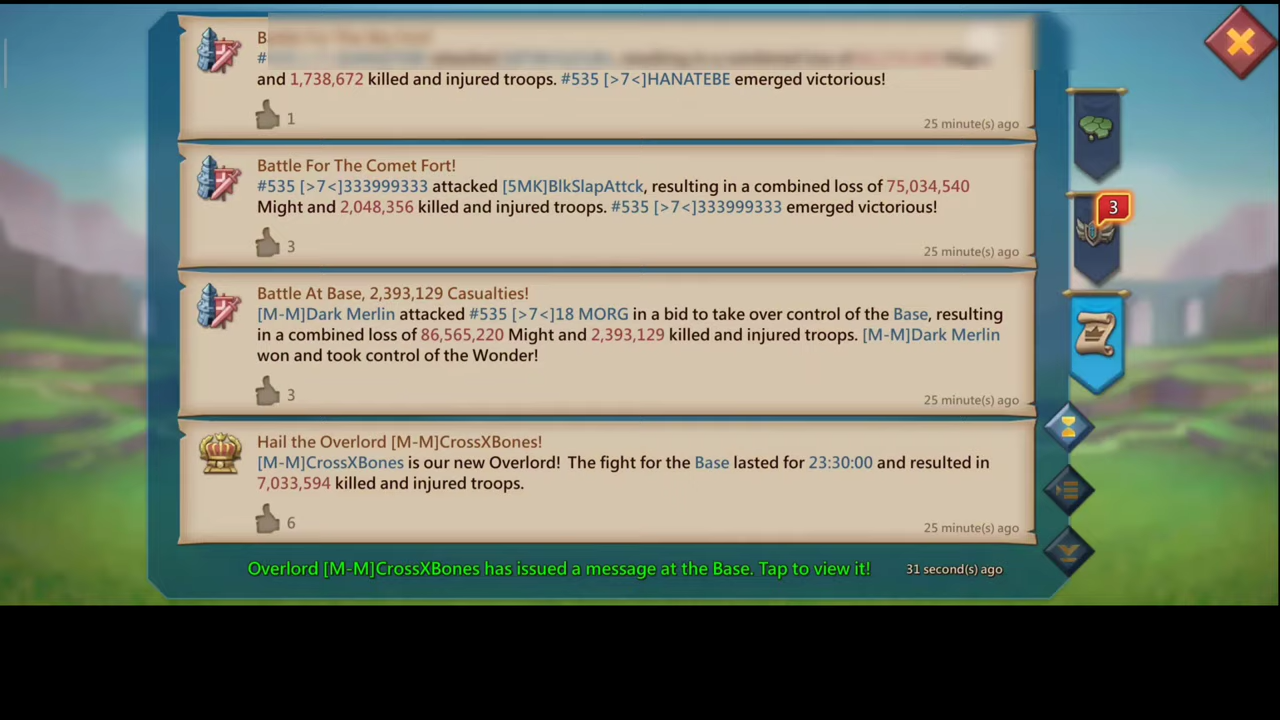 and 1,738,672 killed and injured troops. #535 [>7<]HANATEBE emerged victorious!
1
25 minute(s) ago
Battle For The Comet Fort!
#535 [>7<]333999333 attacked [5MK]BlkSlapAttck, resulting in a combined loss of 75,034,540
Might and 2,048,356 killed and injured troops. #535 [>7<]333999333 emerged victorious!
3
25 minute(s) ago
3
Battle At Base, 2,393,129 Casualties!
[M-M]Dark Merlin attacked #535 [>7<]18 MORG in a bid to take over control of the Base, resulting
in a combined loss of 86,565,220 Might and 2,393,129 killed and injured troops. [M-M]Dark Merlin
won and took control of the Wonder!
3
25 minute(s) ago
Hail the Overlord [M-M]CrossXBones!
[M-M]CrossXBones is our new Overlord! The fight for the Base lasted for 23:30:00 and resulted in
7,033,594 killed and injured troops.
6
25 minute(s) ago
Overlord [M-M]CrossXBones has issued a message at the Base. Tap to view it! 31 second(s) ago